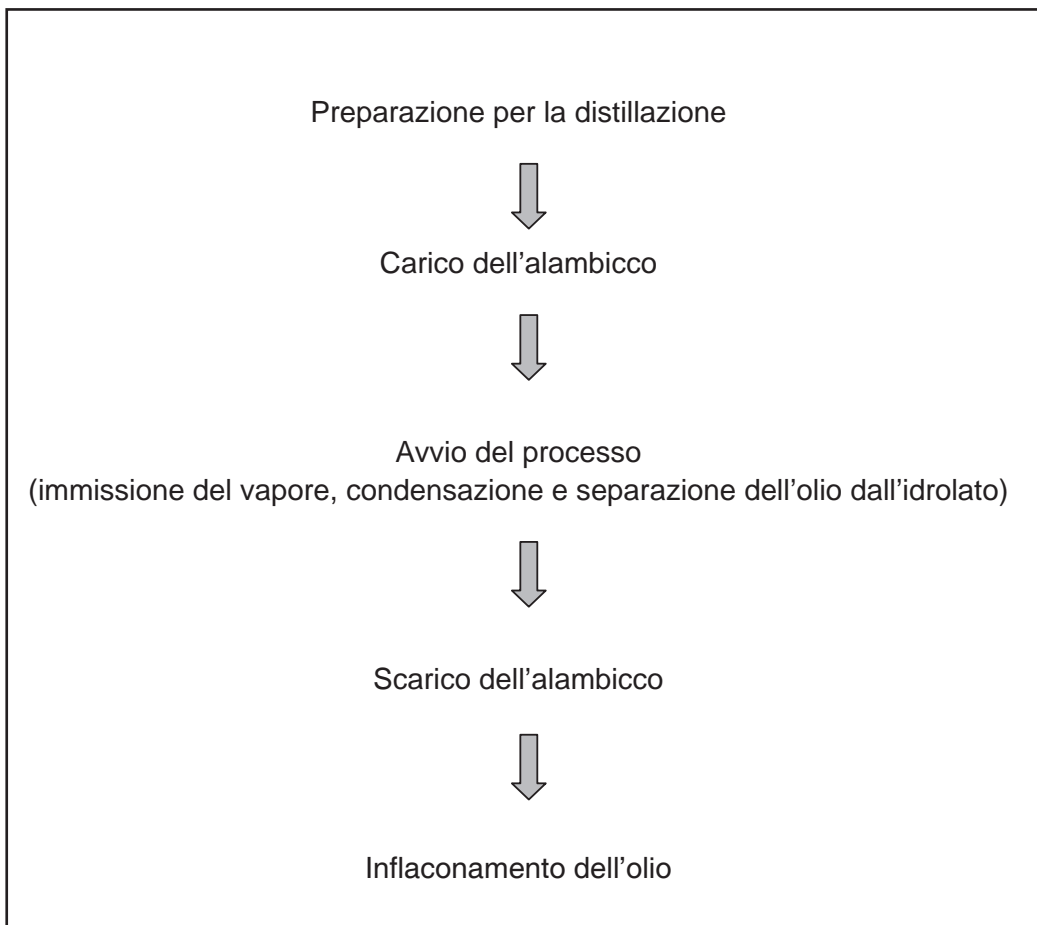 Preparazione per la distillazione
Carico dell’alambicco
Avvio del processo
(immissione del vapore, condensazione e separazione dell’olio dall’idrolato)
Scarico dell’alambicco
Inflaconamento dell’olio